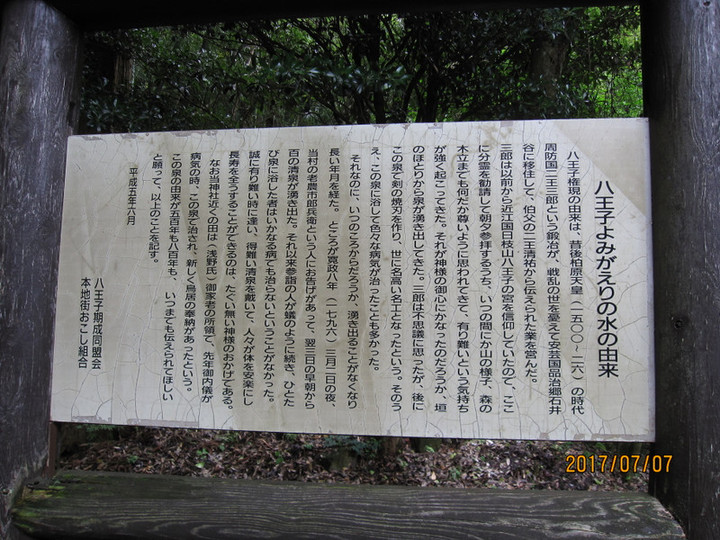 八王子よみがえりの水の由来
八王子権現の由来は、昔後柏原天皇（一五〇〇～二六）の時代
周防国二王三郎という鍛冶が、戦乱の世を憂えて安芸国品治郷石井
谷に移住して、伯父の二王清祐から伝えられた業を営んだ。
三郎は以前から近江国日枝山八王子の宮を信仰していたので、ここ
に分霊を勧請して朝夕参拝するうち、いつの間にか山の様子、森の
木立までも何だか尊いように思われてきて、有り難いという気持ち
が強く起こってきた。それが神様の御心にかなったのだろうか、垣
のほとりから泉が湧き出してきた。三郎は不思議に思ったが、後に
この泉で剣の焼刃を作り、世に名高い名工となったという。そのう
え、この泉に浴して色々な病気が治ったことも多かった。
それなのに、いつのころからだろうか、湧き出ることがなくなり
長い年月を経た。ところが寛政八年（一七九六）三月二日の夜、
当村の老農市郎兵衛という人にお告げがあって、翌三日の早朝から
百の清泉が湧き出た。それ以来参詣の人が蟻のように続き、ひとた
び泉に浴した者はいかなる病でも治らないということがなかった。
誠に有り難い時に逢い、得難い清泉を戴いて、人々が体を安楽にし
長寿を全うすることができるのは、たぐい無い神様のおかげである。
なお当神社近くの田は（浅野氏）御家老の所領で、先年御内儀が
病気の時、この泉で治され、新しく鳥居の奉納があったという。
この泉の由来が五百年も八百年も、いつまでも伝えられてほしい
と願って、以上のことを記す。
平成五年六月
八王子期成同盟会
本地街おこし組合
2017/07/07